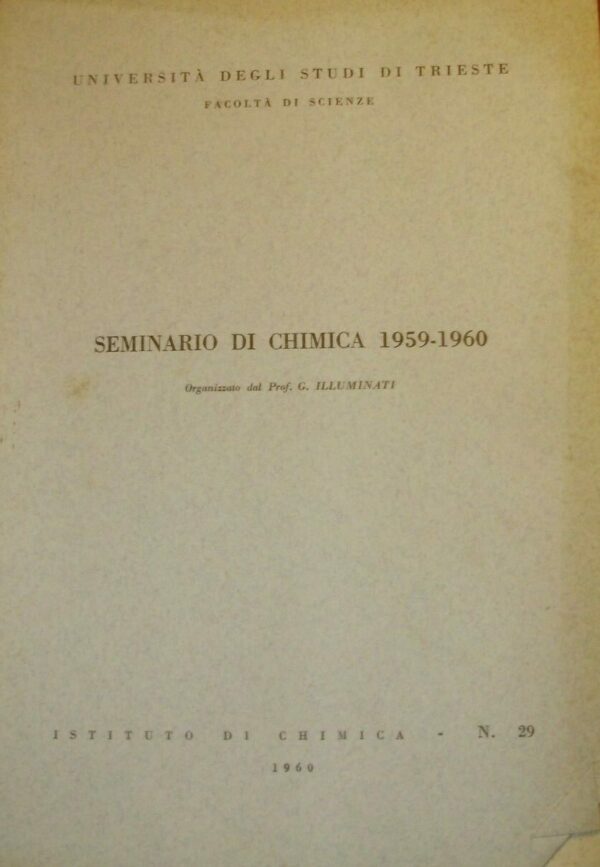 UNIVERSITÀ DEGLI STUDI DI TRIESTE
FACOLTÀ DI SCIENZE
SEMINARIO DI CHIMICA 1959-1960
Organizzato dal Prof. G. ILLUMINATI
ISTITUTO DI CHIMICA - N. 29
1960